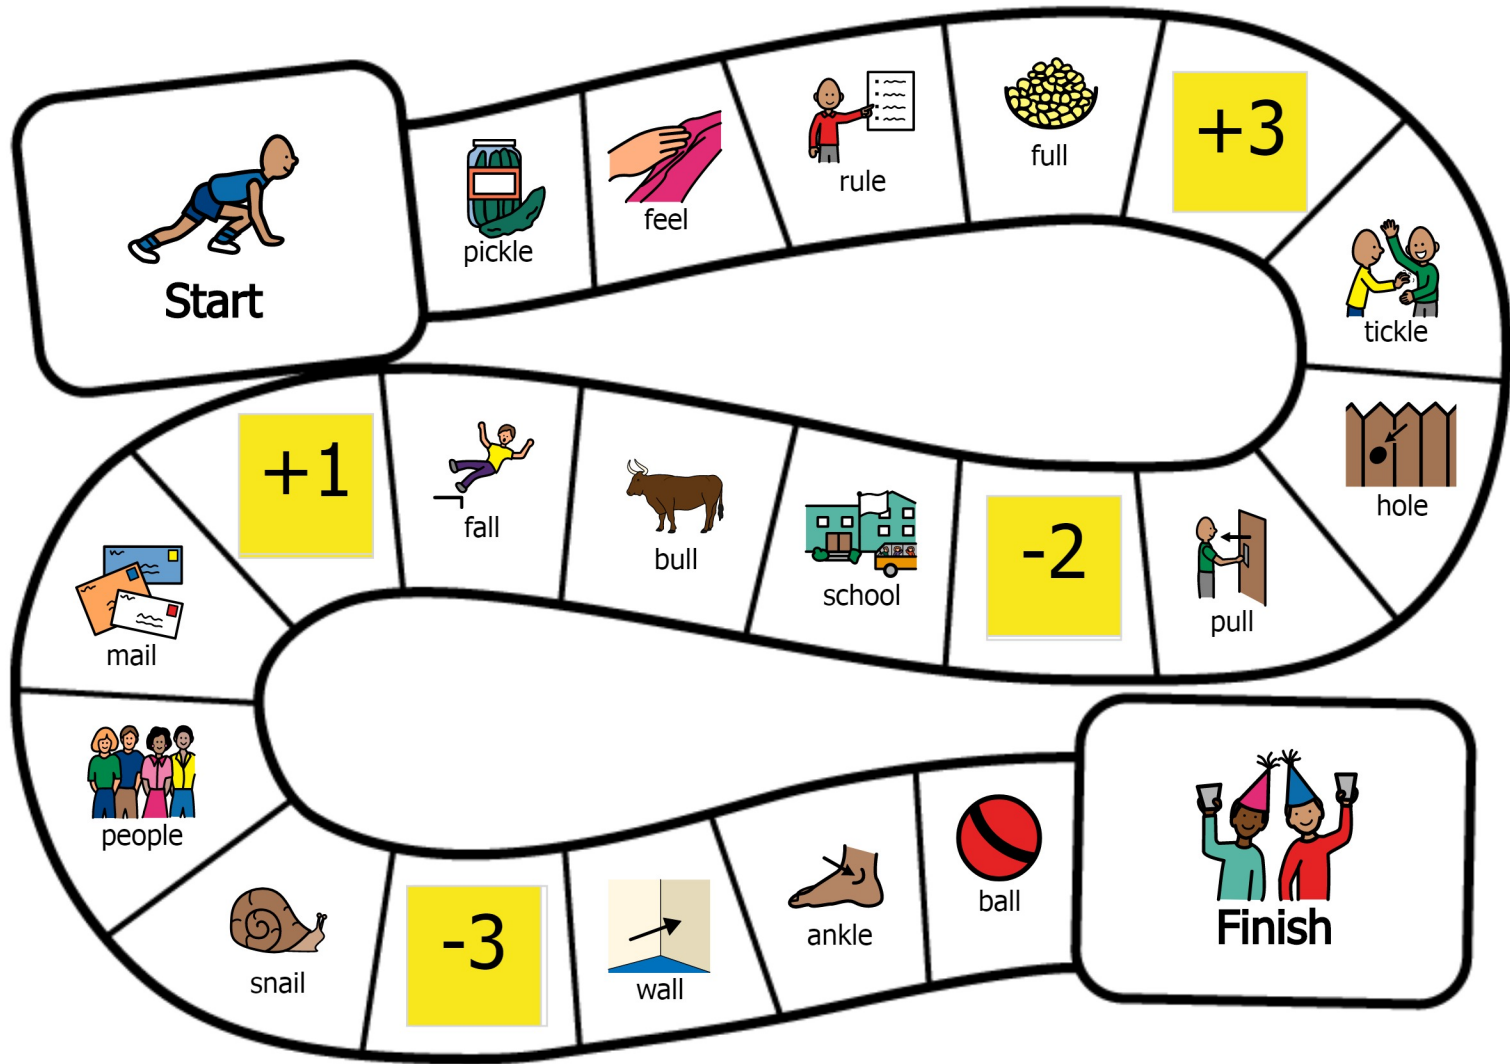 Start
pickle
feel
rule
full
+3
tickle
hole
pull
-2
school
bull
fall
+1
mail
people
snail
-3
wall
ankle
ball
Finish